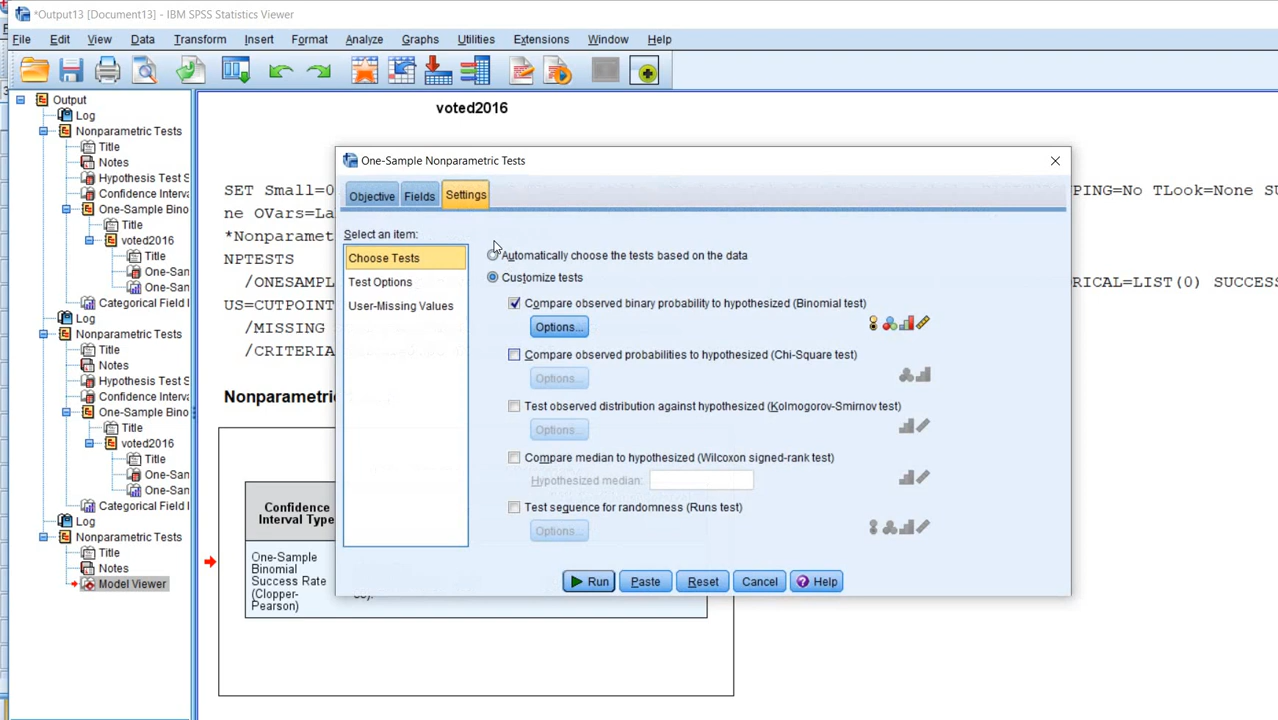 *Output13 [Document13] - IBM SPSS Statistics Viewer
File Edit View Data Transform Insert Format Analyze Graphs Utilities Extensions Window Help
Output
Log
Nonparametric Tests
Title
Notes
Hypothesis Test S
Confidence Interva
One-Sample Bino
Title
voted2016
Title
One-Sar
One-Sar
Categorical Field I
Log
Nonparametric Tests
Title
Notes
Hypothesis Test S
Confidence Interva
One-Sample Bino
Title
voted2016
Title
One-Sar
One-Sar
Categorical Field I
Log
Nonparametric Tests
Title
Notes
Model Viewer
voted2016
SET Small=0
PING=No TLook=None SU
ne OVars=La
*Nonparamet
NPTESTS
/ONESAMPL
RICAL=LIST(0) SUCCESS
US=CUTPOINT
/MISSING
/CRITERIA
Nonparametri
Confidence
Interval Type
One-Sample
Binomial
Success Rate
(Clopper-
Pearson)
One-Sample Nonparametric Tests
Objective Fields Settings
Select an item:
Choose Tests
Test Options
User-Missing Values
Automatically choose the tests based on the data
Customize tests
Compare observed binary probability to hypothesized (Binomial test)
Options...
Compare observed probabilities to hypothesized (Chi-Square test)
Options...
Test observed distribution against hypothesized (Kolmogorov-Smirnov test)
Options...
Compare median to hypothesized (Wilcoxon signed-rank test)
Hypothesized median:
Test sequence for randomness (Runs test)
Options...
Run Paste Reset Cancel Help